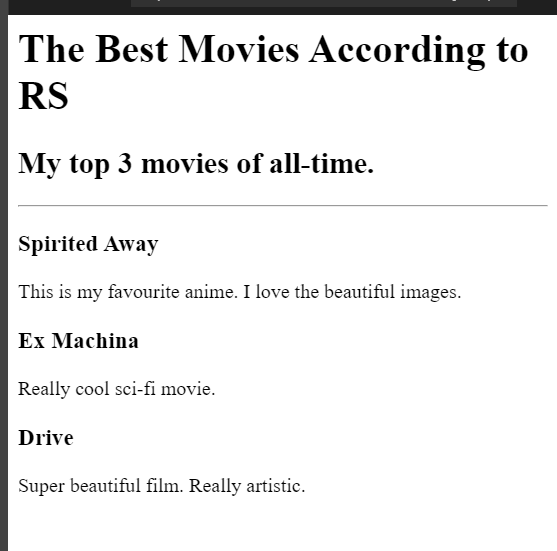 The Best Movies According to
RS
My top 3 movies of all-time.
Spirited Away
This is my favourite anime. I love the beautiful images.
Ex Machina
Really cool sci-fi movie.
Drive
Super beautiful film. Really artistic.